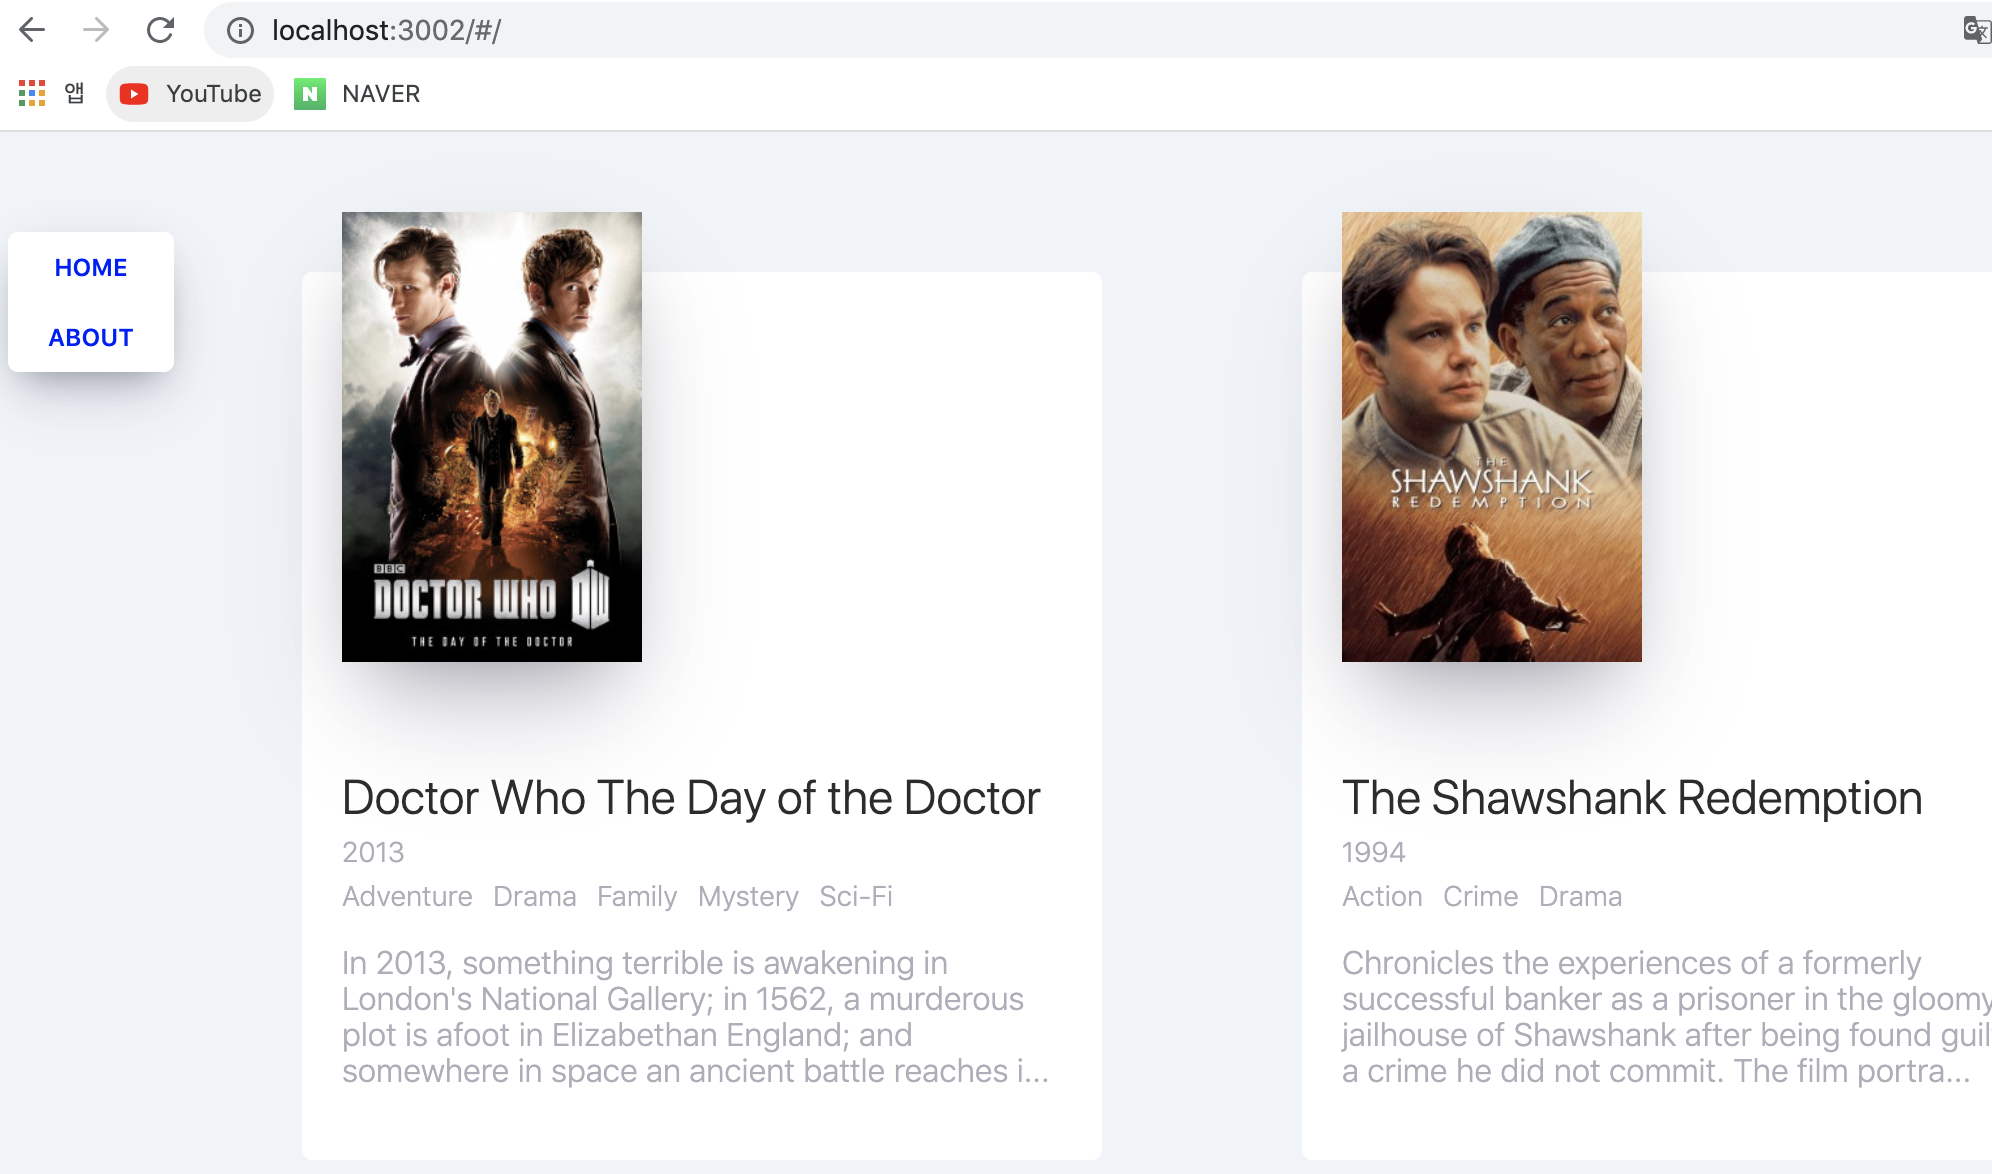 localhost:3002/#/
앱 YouTube NAVER
HOME
ABOUT
BBC
DOCTOR WHO DW
THE DAY OF THE DOCTOR
THE
SHAWSHANK
REDEMPTION
Doctor Who The Day of the Doctor
2013
Adventure Drama Family Mystery Sci-Fi
In 2013, something terrible is awakening in
London's National Gallery; in 1562, a murderous
plot is afoot in Elizabethan England; and
somewhere in space an ancient battle reaches i...
The Shawshank Redemption
1994
Action Crime Drama
Chronicles the experiences of a formerly
successful banker as a prisoner in the gloomy
jailhouse of Shawshank after being found guil
a crime he did not commit. The film portra...